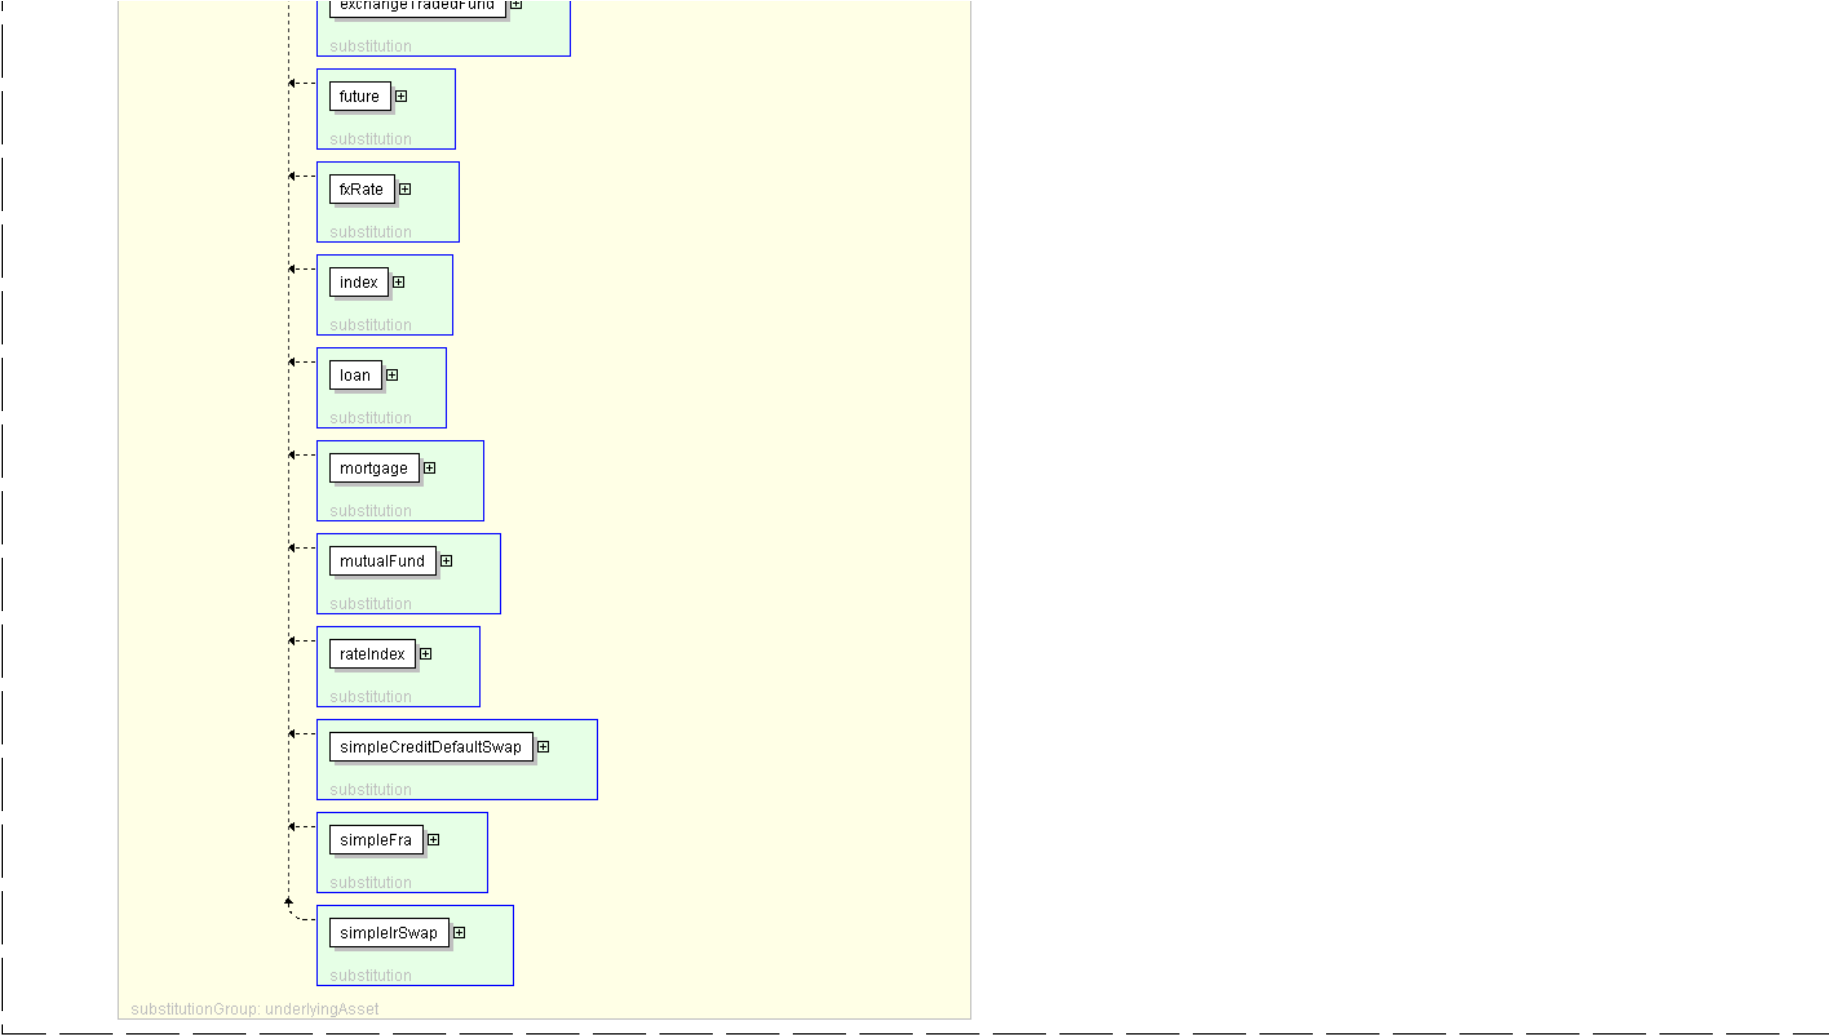 exchangeTradedFund
substitution
future
substitution
fxRate
substitution
index
substitution
loan
substitution
mortgage
substitution
mutualFund
substitution
rateIndex
substitution
simpleCreditDefaultSwap
substitution
simpleFra
substitution
simpleIrSwap
substitution
substitutionGroup: underlyingAsset